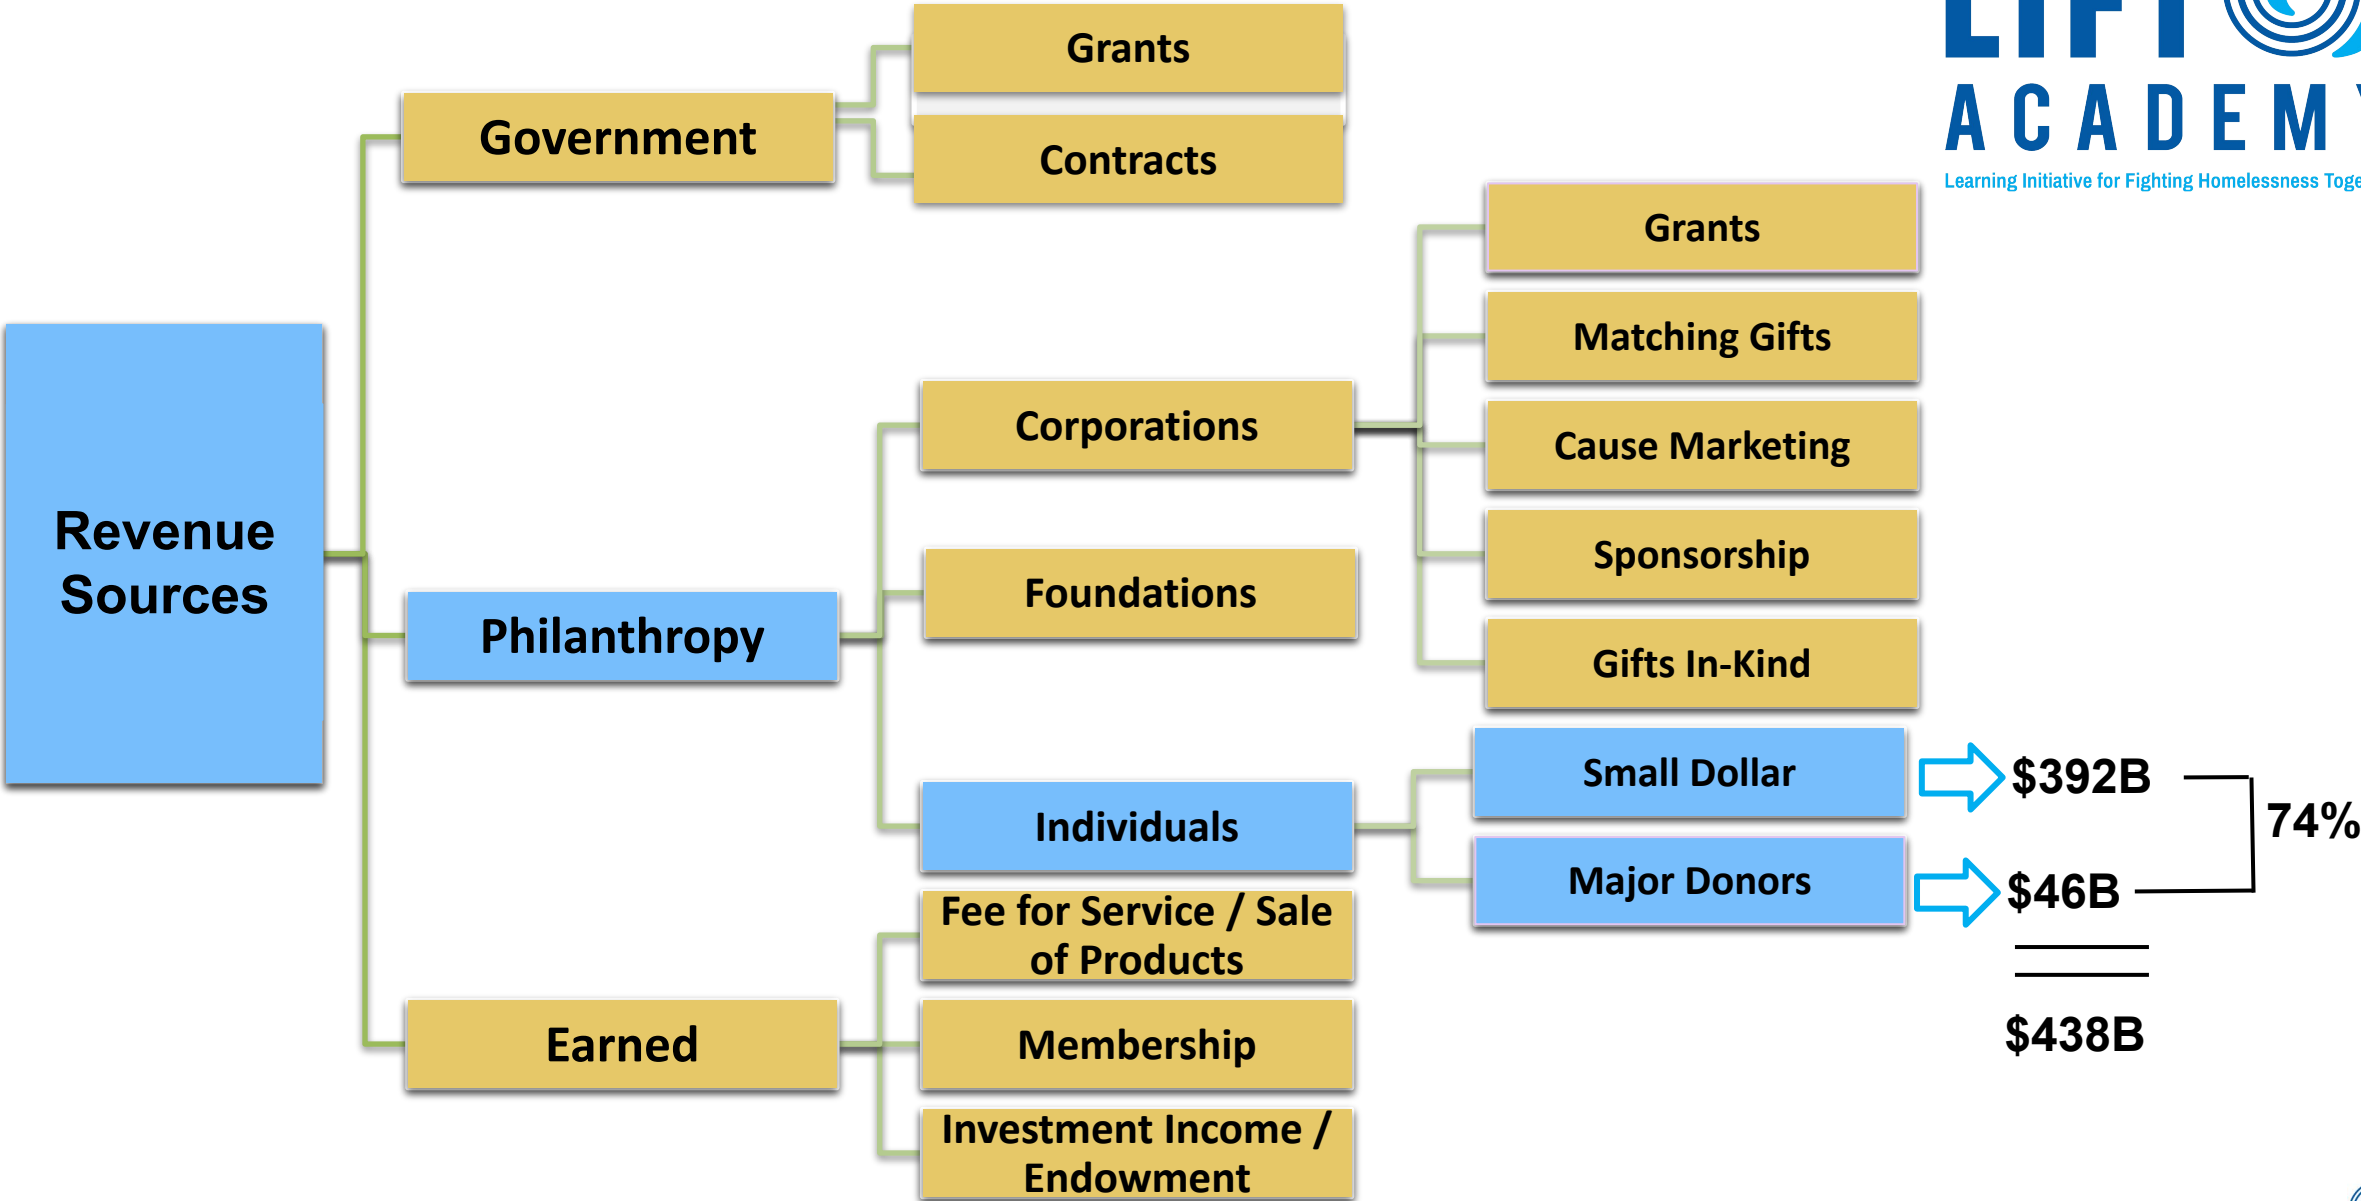 LIFT
ACADEMY
Learning Initiative for Fighting Homelessness Toge
Revenue
Sources
Government
Grants
Contracts
Philanthropy
Corporations
Grants
Matching Gifts
Cause Marketing
Sponsorship
Gifts In-Kind
Foundations
Individuals
Small Dollar
$392B
Major Donors
$46B
74%
$438B
Earned
Fee for Service / Sale
of Products
Membership
Investment Income /
Endowment